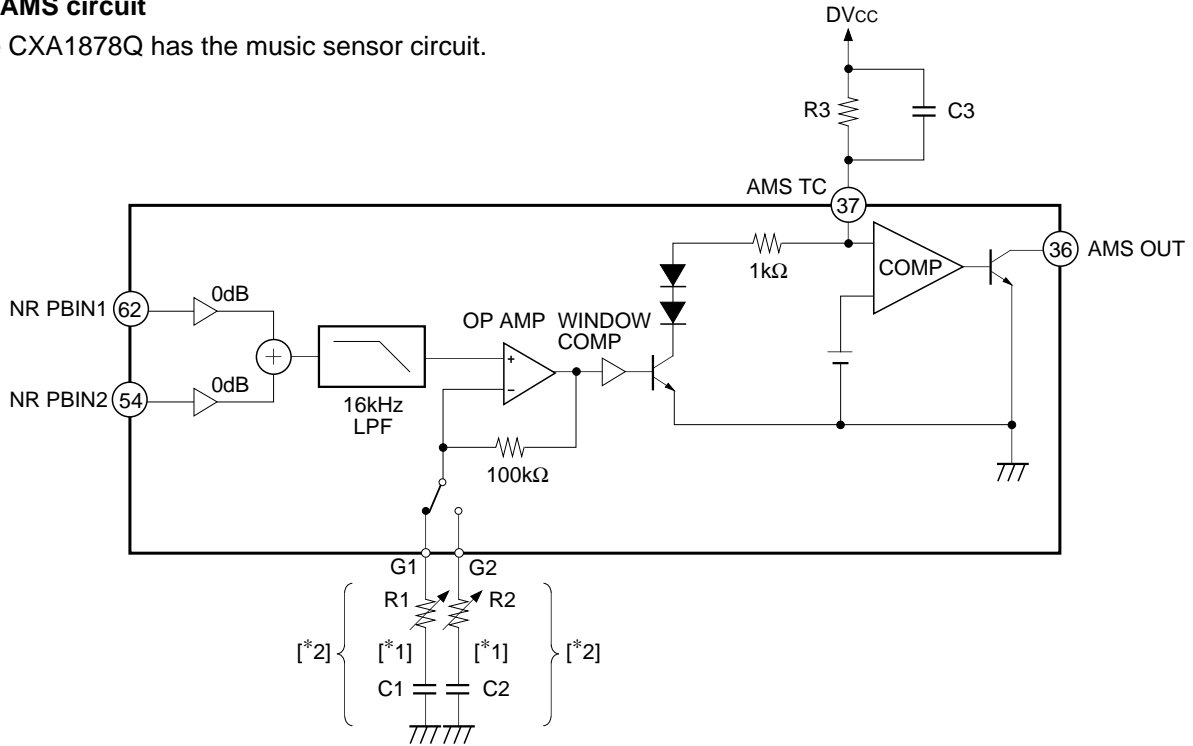 AMS circuit
CXA1878Q has the music sensor circuit.
DVCC
R3
C3
AMS TC
37
1kΩ
COMP
36
AMS OUT
NR PBIN1
62
0dB
OP AMP
WINDOW
COMP
+
+
−
NR PBIN2
54
0dB
16kHz
LPF
100kΩ
G1
G2
R1
R2
[*2]
[*1]
[*1]
[*2]
C1
C2